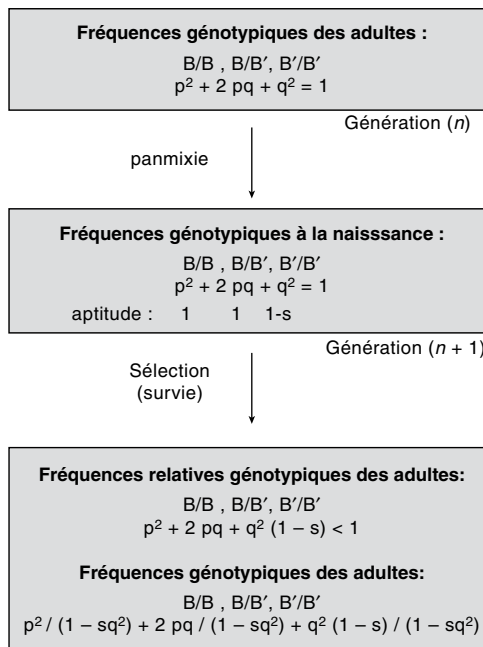 Fréquences génotypiques des adultes :
B/B , B/B′, B′/B′
p² + 2 pq + q² = 1
Génération (n)
panmixie
Fréquences génotypiques à la naisssance :
B/B , B/B′, B′/B′
p² + 2 pq + q² = 1
aptitude : 1 1 1-s
Génération (n + 1)
Sélection
(survie)
Fréquences relatives génotypiques des adultes:
B/B , B/B′, B′/B′
p² + 2 pq + q² (1 – s) < 1
Fréquences génotypiques des adultes:
B/B , B/B′, B′/B′
p² / (1 – sq²) + 2 pq / (1 – sq²) + q² (1 – s) / (1 – sq²)